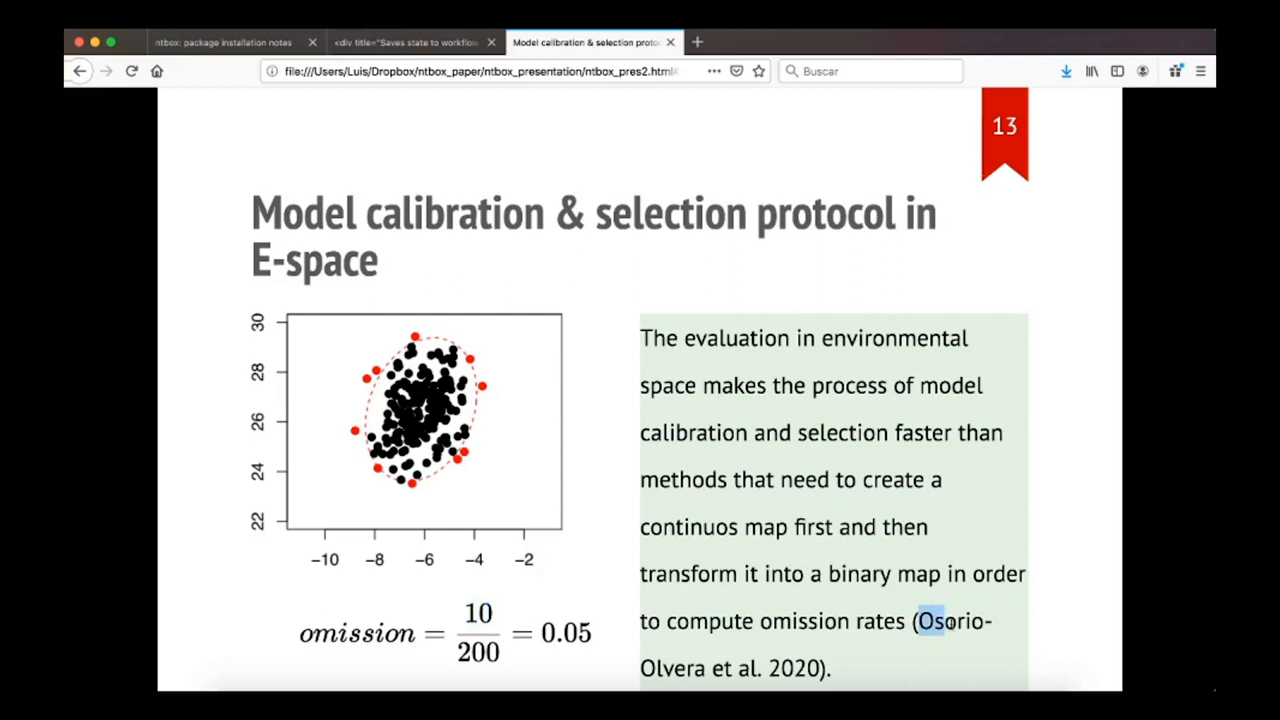 ntbox: package installation notes
<div title="Saves state to workflow
Model calibration & selection proto
file:///Users/Luis/Dropbox/ntbox_paper/ntbox_presentation/ntbox_pres2.html#
Buscar
13
Model calibration & selection protocol in
E-space
30
28
26
24
22
−10 −8 −6 −4 −2
omission = 10/200 = 0.05
The evaluation in environmental
space makes the process of model
calibration and selection faster than
methods that need to create a
continuos map first and then
transform it into a binary map in order
to compute omission rates (Osorio-
Olvera et al. 2020).